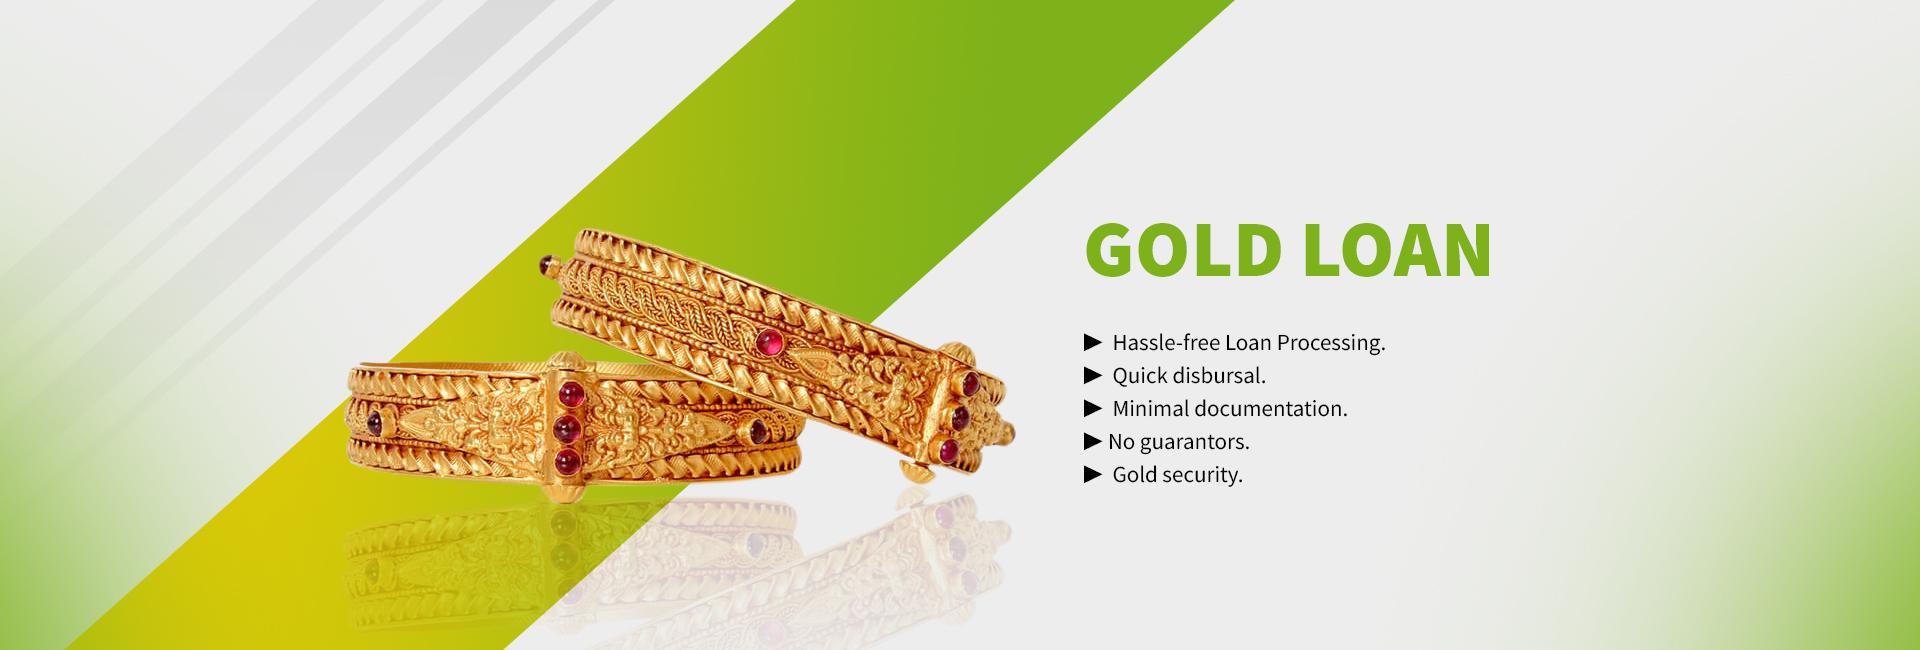 GOLD LOAN
▶ Hassle-free Loan Processing.
▶ Quick disbursal.
▶ Minimal documentation.
▶ No guarantors.
▶ Gold security.